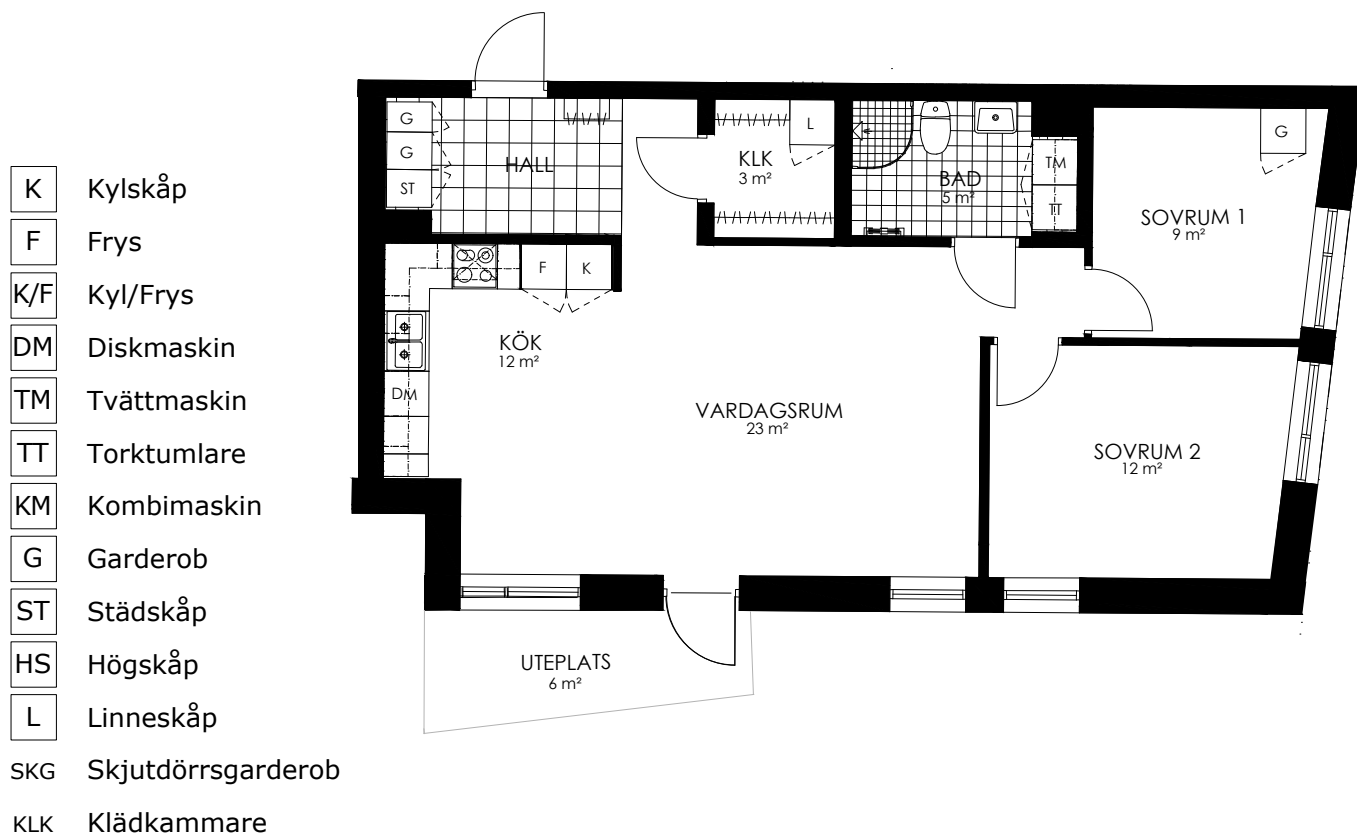 K Kylskåp
F Frys
K/F Kyl/Frys
DM Diskmaskin
TM Tvättmaskin
TT Torktumlare
KM Kombimaskin
G Garderob
ST Städskåp
HS Högskåp
L Linneskåp
SKG Skjutdörrsgarderob
KLK Klädkammare
G
G
ST
HALL
L
KLK
3 m²
BAD
5 m²
TM
TT
G
SOVRUM 1
9 m²
F
K
DM
KÖK
12 m²
VARDAGSRUM
23 m²
SOVRUM 2
12 m²
UTEPLATS
6 m²